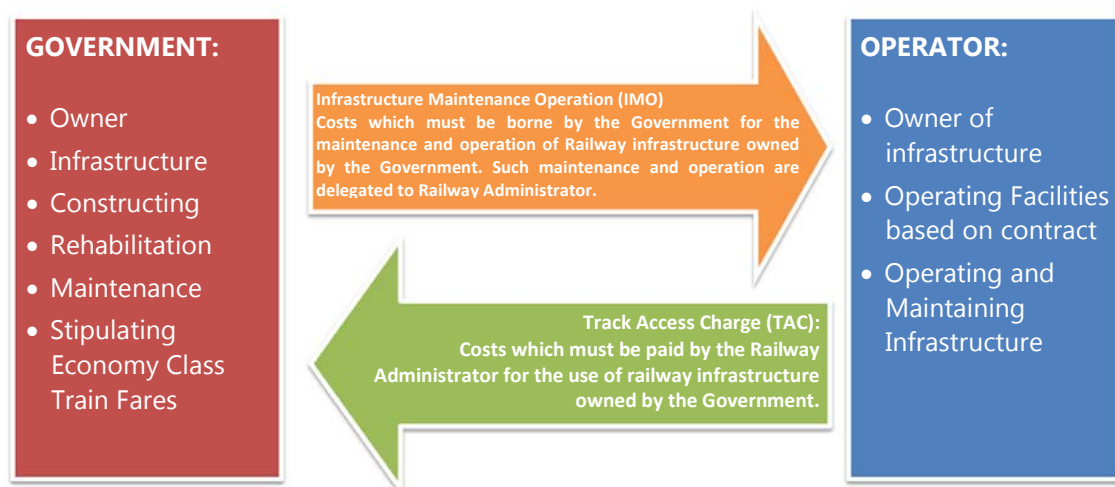 GOVERNMENT:
• Owner
• Infrastructure
• Constructing
• Rehabilitation
• Maintenance
• Stipulating
Economy Class
Train Fares
Infrastructure Maintenance Operation (IMO)
Costs which must be borne by the Government for the
maintenance and operation of Railway infrastructure owned
by the Government. Such maintenance and operation are
delegated to Railway Administrator.
Track Access Charge (TAC):
Costs which must be paid by the Railway
Administrator for the use of railway infrastructure
owned by the Government.
OPERATOR:
• Owner of
infrastructure
• Operating Facilities
based on contract
• Operating and
Maintaining
Infrastructure